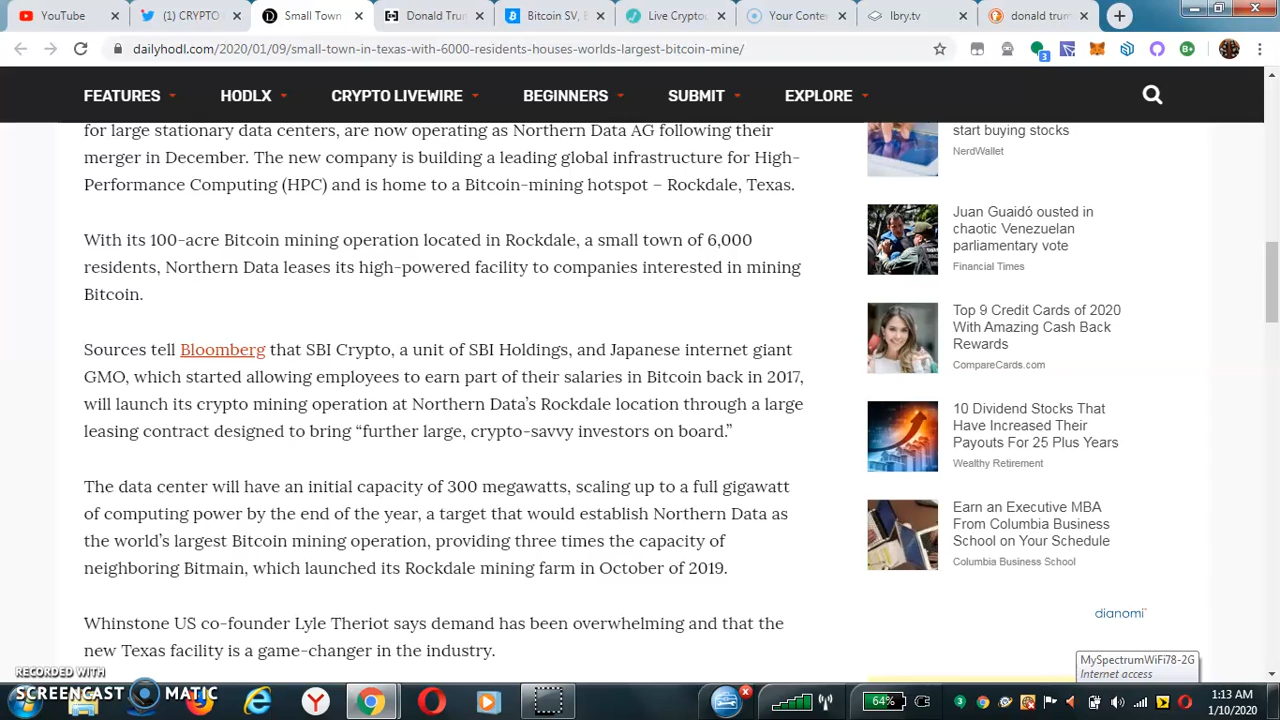 YouTube
(1) CRYPTO
Small Town
Donald Trum
Bitcoin SV, B
Live Crypto
Your Conte
lbry.tv
donald trum
dailyhodl.com/2020/01/09/small-town-in-texas-with-6000-residents-houses-worlds-largest-bitcoin-mine/
3
B+
FEATURES
HODLX
CRYPTO LIVEWIRE
BEGINNERS
SUBMIT
EXPLORE
for large stationary data centers, are now operating as Northern Data AG following their
merger in December. The new company is building a leading global infrastructure for High-
Performance Computing (HPC) and is home to a Bitcoin-mining hotspot – Rockdale, Texas.
With its 100-acre Bitcoin mining operation located in Rockdale, a small town of 6,000
residents, Northern Data leases its high-powered facility to companies interested in mining
Bitcoin.
Sources tell Bloomberg that SBI Crypto, a unit of SBI Holdings, and Japanese internet giant
GMO, which started allowing employees to earn part of their salaries in Bitcoin back in 2017,
will launch its crypto mining operation at Northern Data’s Rockdale location through a large
leasing contract designed to bring “further large, crypto-savvy investors on board.”
The data center will have an initial capacity of 300 megawatts, scaling up to a full gigawatt
of computing power by the end of the year, a target that would establish Northern Data as
the world’s largest Bitcoin mining operation, providing three times the capacity of
neighboring Bitmain, which launched its Rockdale mining farm in October of 2019.
Whinstone US co-founder Lyle Theriot says demand has been overwhelming and that the
new Texas facility is a game-changer in the industry.
start buying stocks
NerdWallet
Juan Guaidó ousted in
chaotic Venezuelan
parliamentary vote
Financial Times
Top 9 Credit Cards of 2020
With Amazing Cash Back
Rewards
CompareCards.com
10 Dividend Stocks That
Have Increased Their
Payouts For 25 Plus Years
Wealthy Retirement
Earn an Executive MBA
From Columbia Business
School on Your Schedule
Columbia Business School
dianomi
MySpectrumWiFi78-2G
Internet access
RECORDED WITH
SCREENCAST MATIC
64%
1:13 AM
1/10/2020